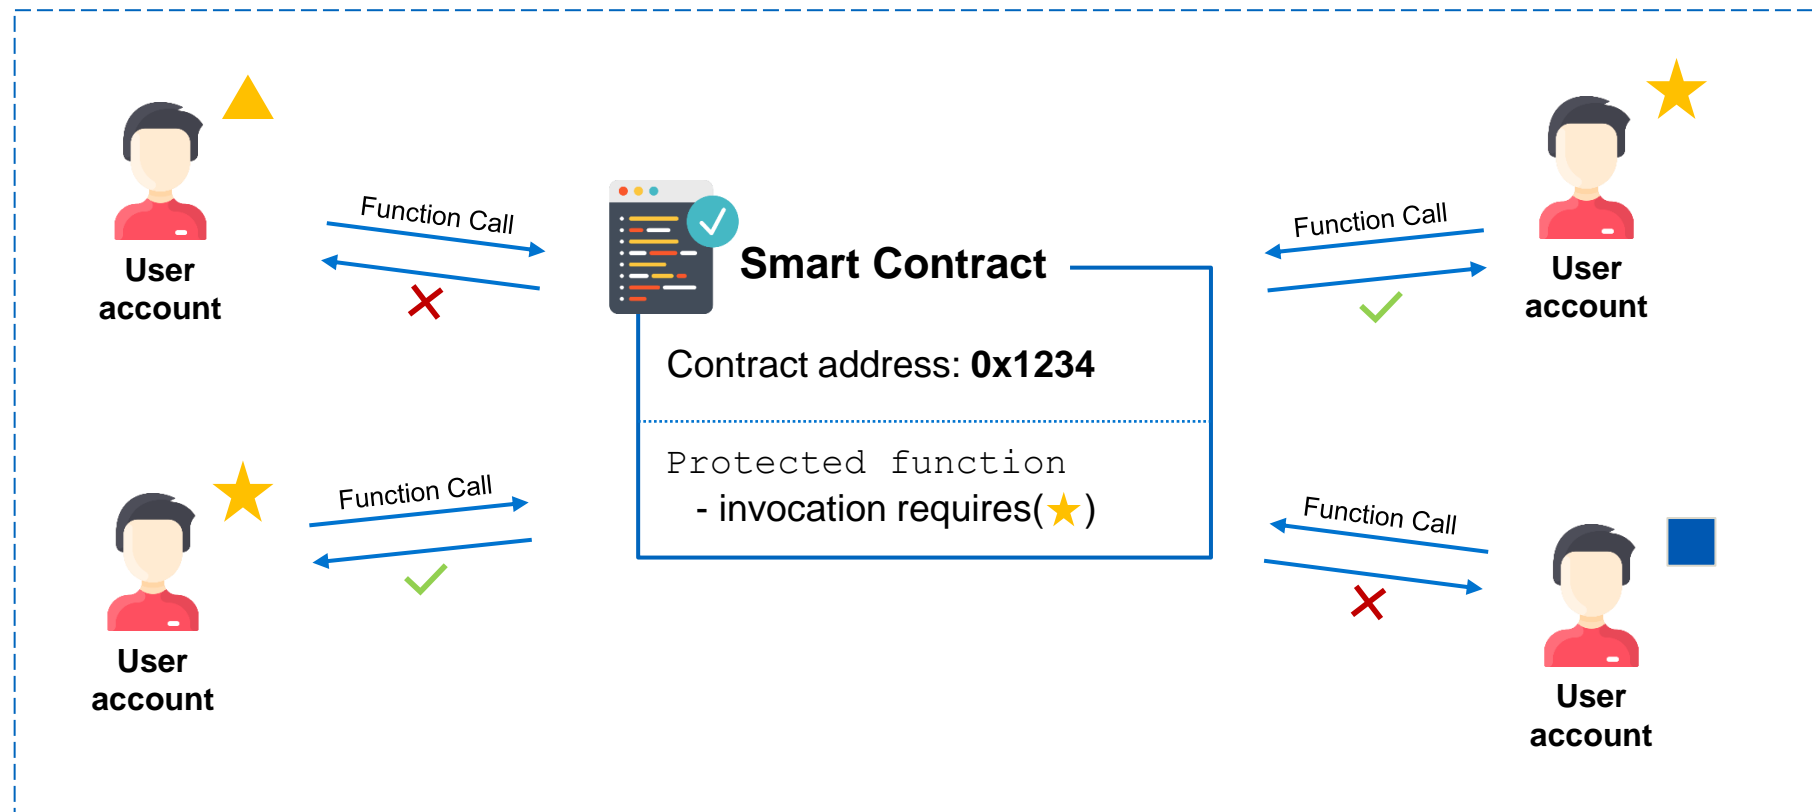 Function Call
User
account
Smart Contract
Contract address: 0x1234
Protected function
- invocation requires( )
Function Call
User
account
Function Call
User
account
Function Call
User
account